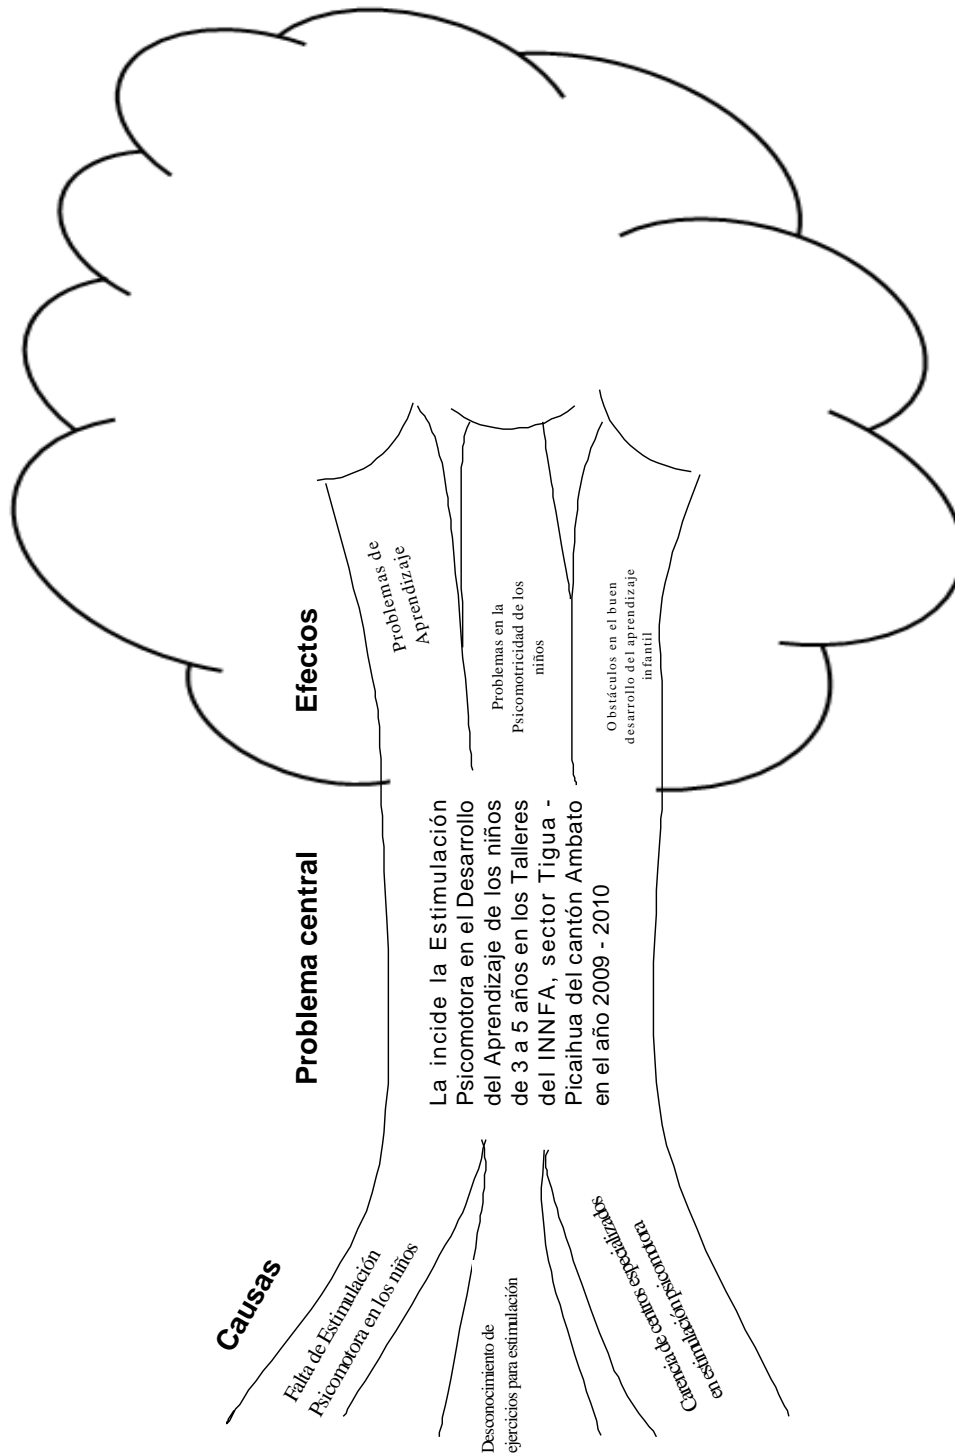 Efectos
Problemas de
Aprendizaje
Problemas en la
Psicomotricidad de los
niños
Obstáculos en el buen
desarrollo del aprendizaje
infantil
Problema central
La incide la Estimulación
Psicomotora en el Desarrollo
del Aprendizaje de los niños
de 3 a 5 años en los Talleres
del INNFA, sector Tigua -
Picaihua del cantón Ambato
en el año 2009 - 2010
Causas
Falta de Estimulación
Psicomotora en los niños
Desconocimiento de
ejercicios para estimulación
Carencia de centros especializados
en estimulación psicomotora